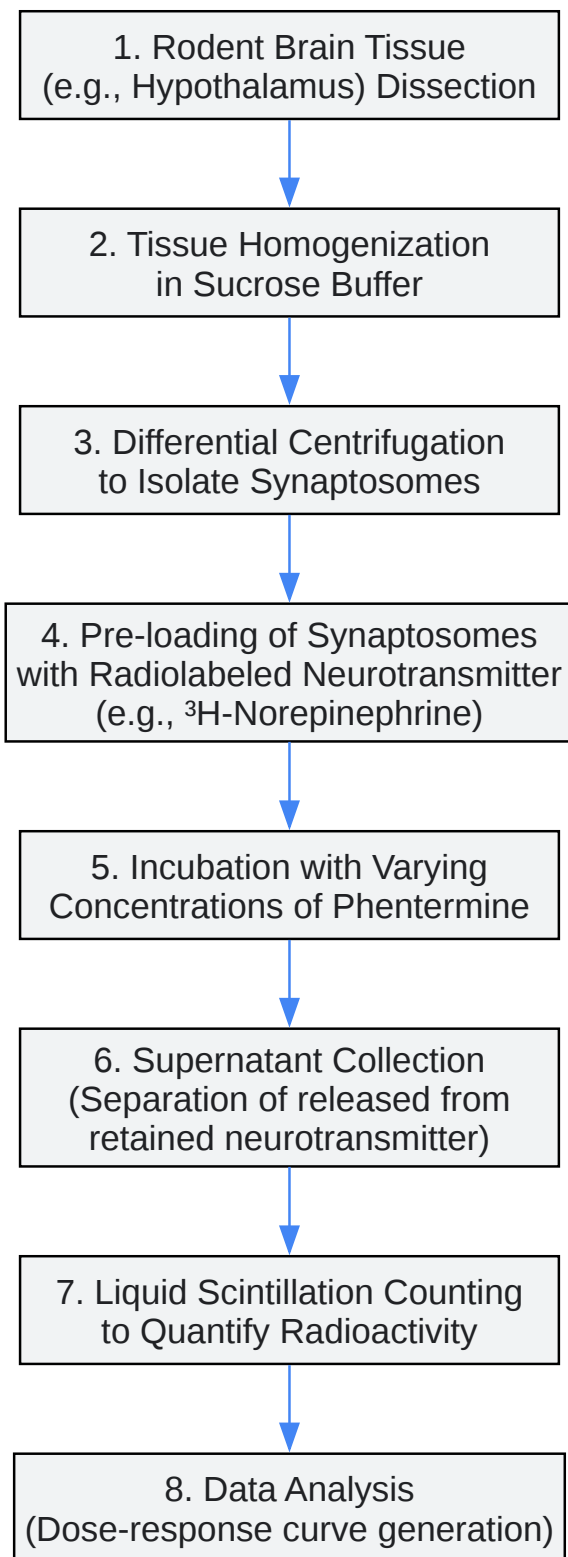 1. Rodent Brain Tissue
(e.g., Hypothalamus) Dissection
2. Tissue Homogenization
in Sucrose Buffer
3. Differential Centrifugation
to Isolate Synaptosomes
4. Pre-loading of Synaptosomes
with Radiolabeled Neurotransmitter
(e.g., ³H-Norepinephrine)
5. Incubation with Varying
Concentrations of Phentermine
6. Supernatant Collection
(Separation of released from
retained neurotransmitter)
7. Liquid Scintillation Counting
to Quantify Radioactivity
8. Data Analysis
(Dose-response curve generation)